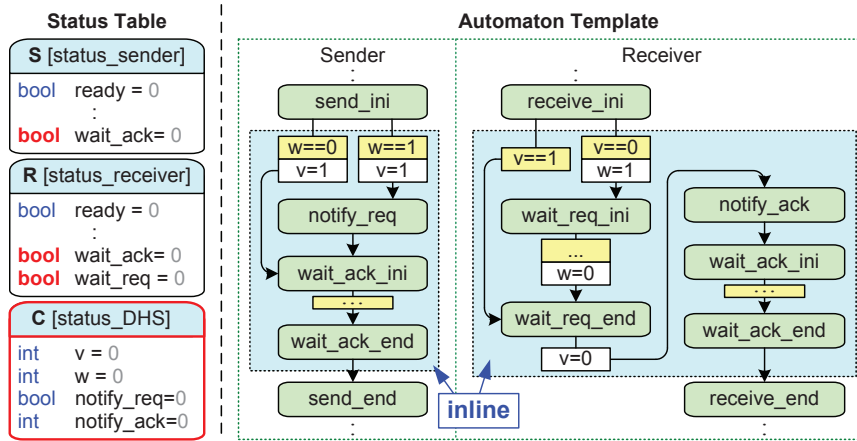 Status Table
S [status_sender]
bool ready = 0
:
bool wait_ack= 0
R [status_receiver]
bool ready = 0
:
bool wait_ack= 0
bool wait_req = 0
C [status_DHS]
int v = 0
int w = 0
bool notify_req=0
int notify_ack=0
Automaton Template
Sender
:
send_ini
w==0
v=1
w==1
v=1
notify_req
wait_ack_ini
...
wait_ack_end
send_end
:
Receiver
:
receive_ini
v==1
v==0
w=1
wait_req_ini
...
w=0
wait_req_end
v=0
notify_ack
wait_ack_ini
...
wait_ack_end
receive_end
:
inline